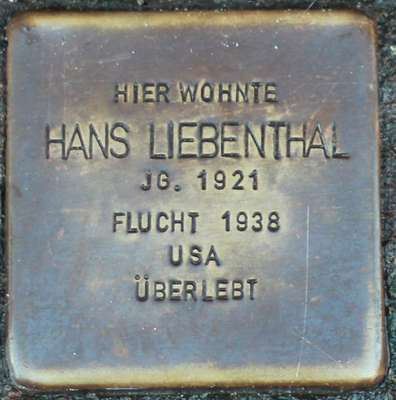 HIER WOHNTE
HANS LIEBENTHAL
JG. 1921
FLUCHT 1938
USA
ÜBERLEBT